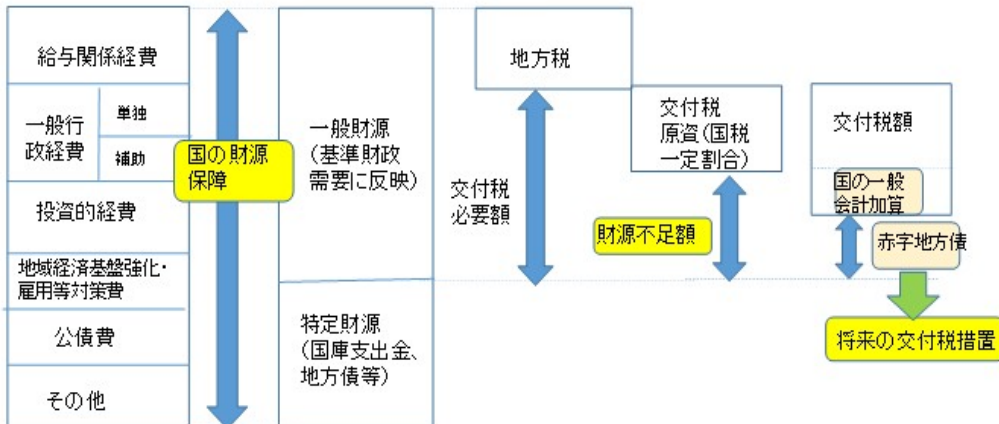 給与関係経費
一般行
政経費
単独
補助
投資的経費
地域経済基盤強化・
雇用等対策費
公債費
その他
国の財源
保障
一般財源
(基準財政
需要に反映)
特定財源
(国庫支出金、
地方債等)
地方税
交付税
必要額
交付税
原資(国税
一定割合)
財源不足額
交付税額
国の一般
会計加算
赤字地方債
将来の交付税措置